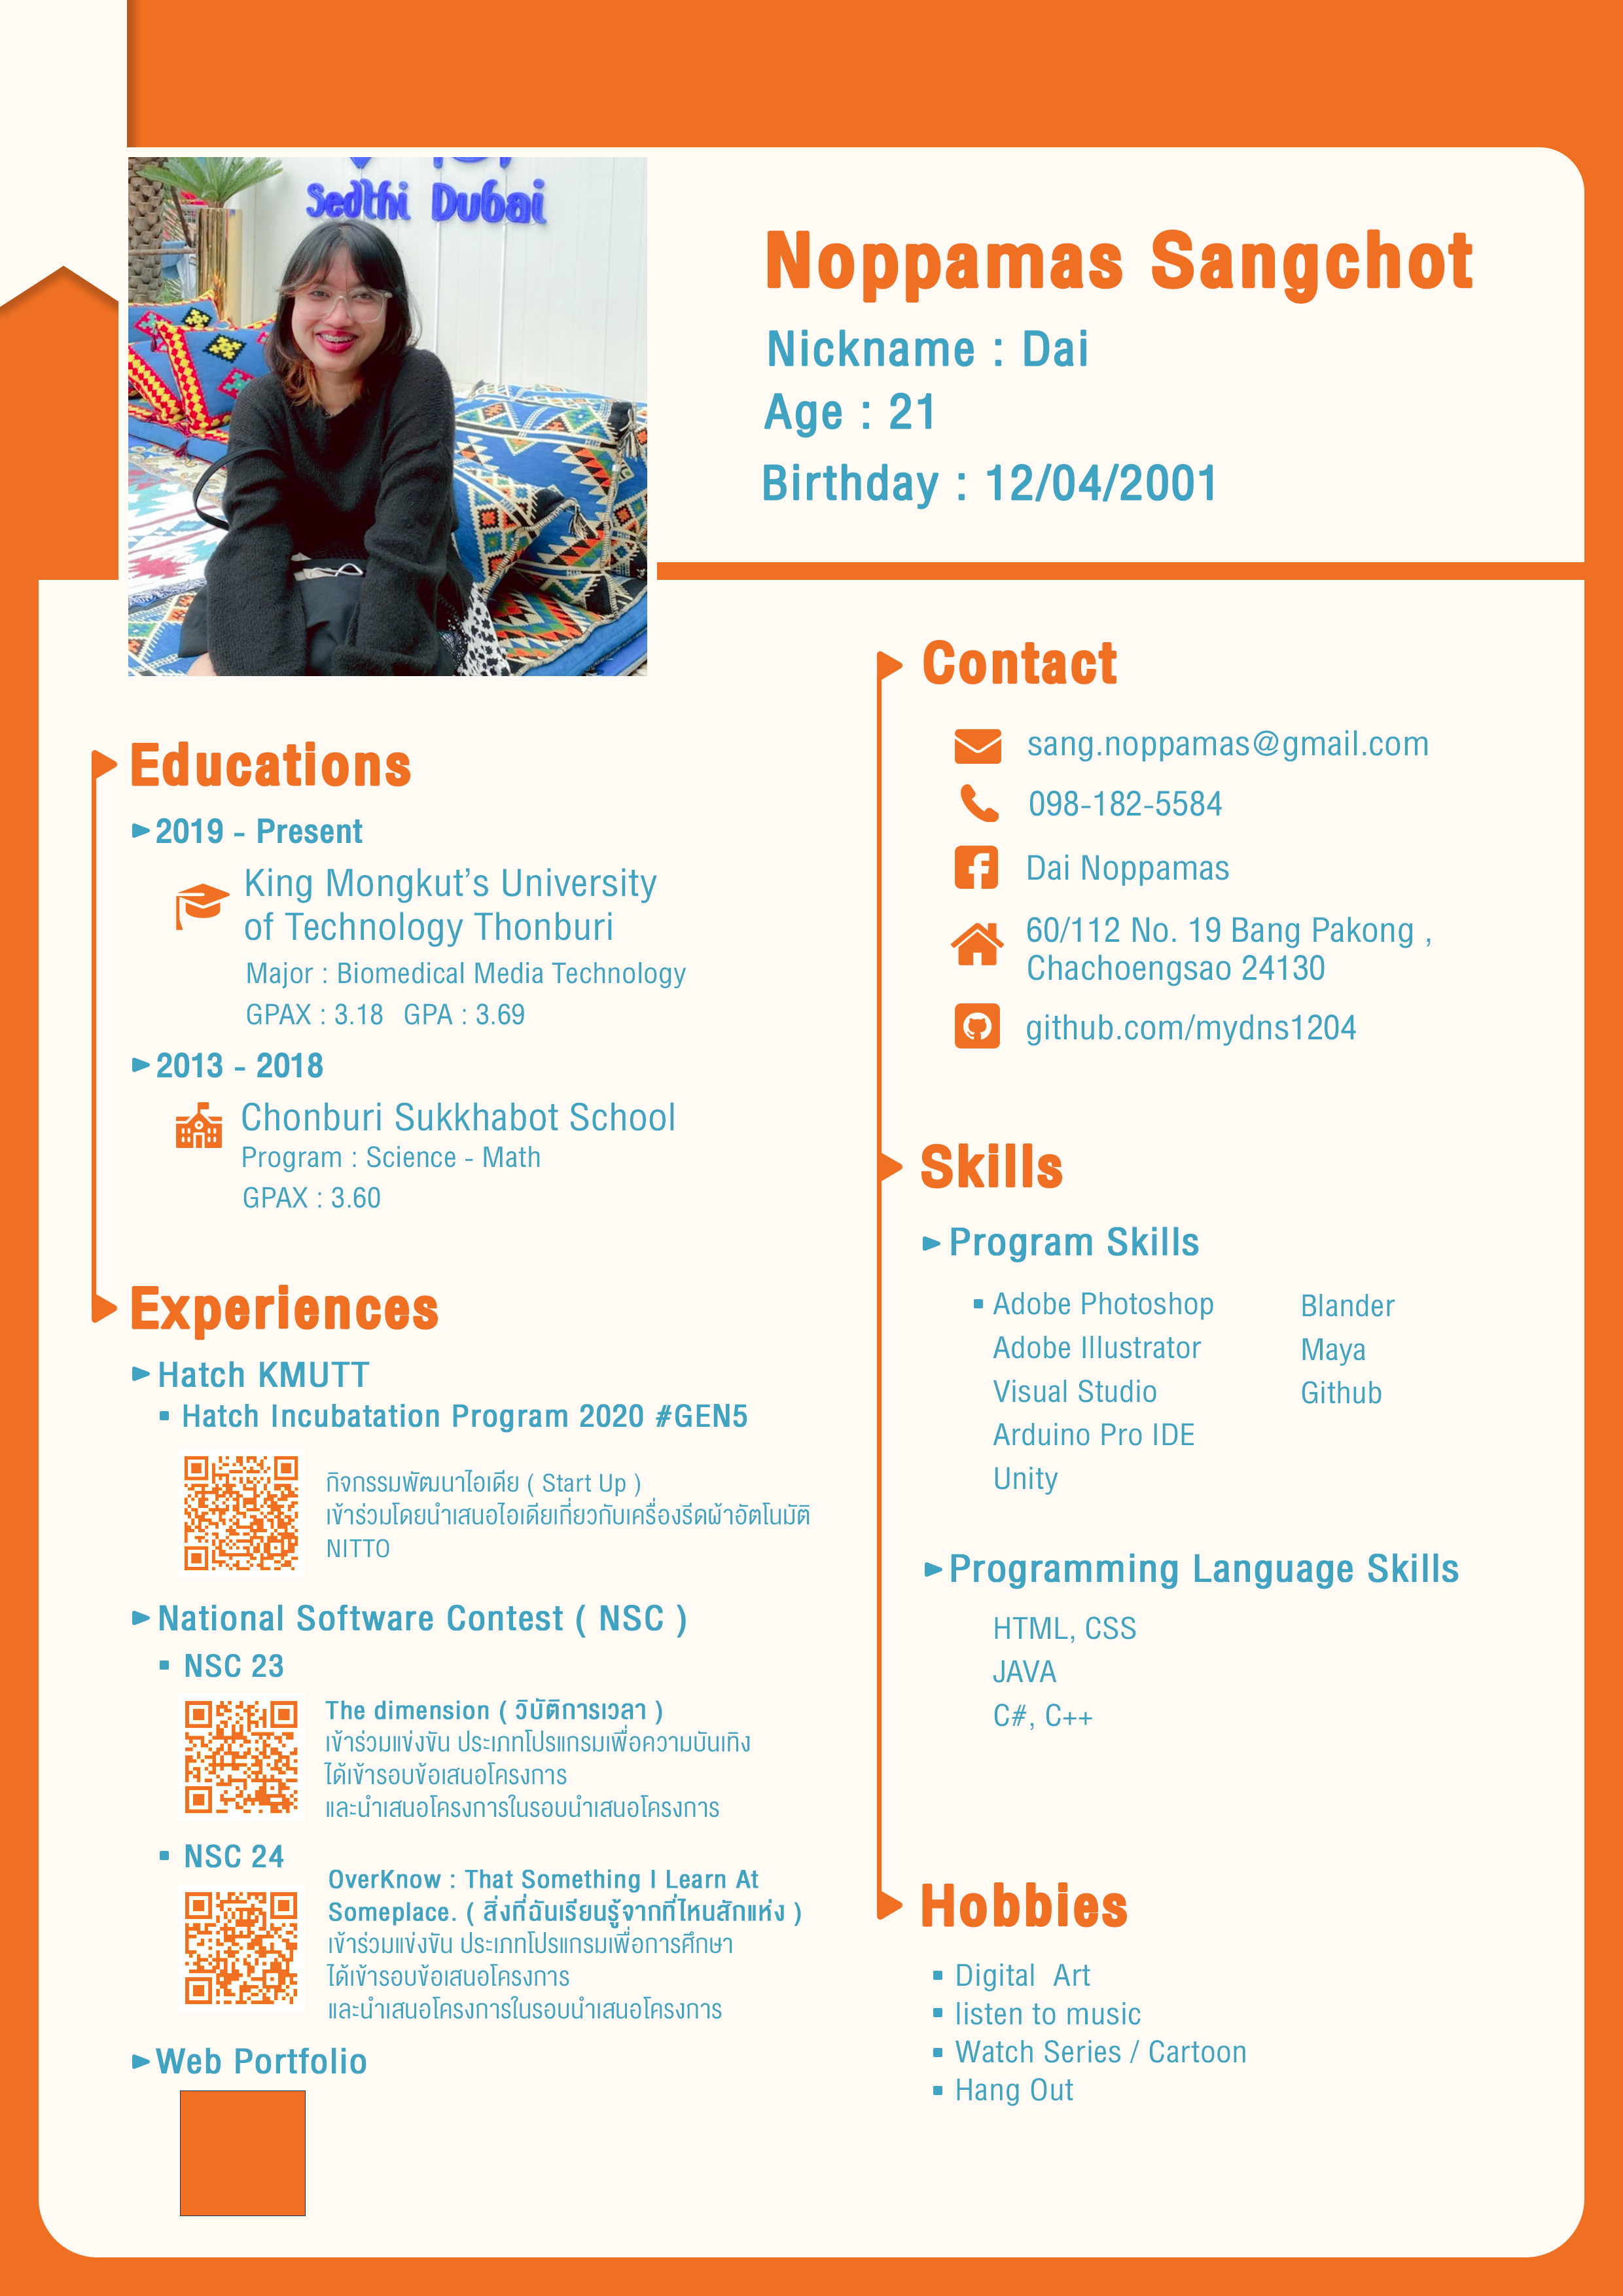 Sedthi Dubai
Noppamas Sangchot
Nickname : Dai
Age : 21
Birthday : 12/04/2001
Educations
2019 - Present
King Mongkut's University
of Technology Thonburi
Major : Biomedical Media Technology
GPAX : 3.18 GPA : 3.69
2013 - 2018
Chonburi Sukkhabot School
Program : Science - Math
GPAX : 3.60
Experiences
Hatch KMUTT
Hatch Incubatation Program 2020 #GEN5
กิจกรรมพัฒนาไอเดีย ( Start Up )
เข้าร่วมโดยนำเสนอไอเดียเกี่ยวกับเครื่องรีดผ้าอัตโนมัติ
NITTO
National Software Contest ( NSC )
NSC 23
The dimension ( วิบัติการเวลา )
เข้าร่วมแข่งขัน ประเภทโปรแกรมเพื่อความบันเทิง
ได้เข้ารอบข้อเสนอโครงการ
และนำเสนอโครงการในรอบนำเสนอโครงการ
NSC 24
OverKnow : That Something I Learn At
Someplace. ( สิ่งที่ฉันเรียนรู้จากที่ไหนสักแห่ง )
เข้าร่วมแข่งขัน ประเภทโปรแกรมเพื่อการศึกษา
ได้เข้ารอบข้อเสนอโครงการ
และนำเสนอโครงการในรอบนำเสนอโครงการ
Web Portfolio
Contact
sang.noppamas@gmail.com
098-182-5584
Dai Noppamas
60/112 No. 19 Bang Pakong ,
Chachoengsao 24130
github.com/mydns1204
Skills
Program Skills
Adobe Photoshop
Adobe Illustrator
Visual Studio
Arduino Pro IDE
Unity
Blander
Maya
Github
Programming Language Skills
HTML, CSS
JAVA
C#, C++
Hobbies
Digital Art
listen to music
Watch Series / Cartoon
Hang Out